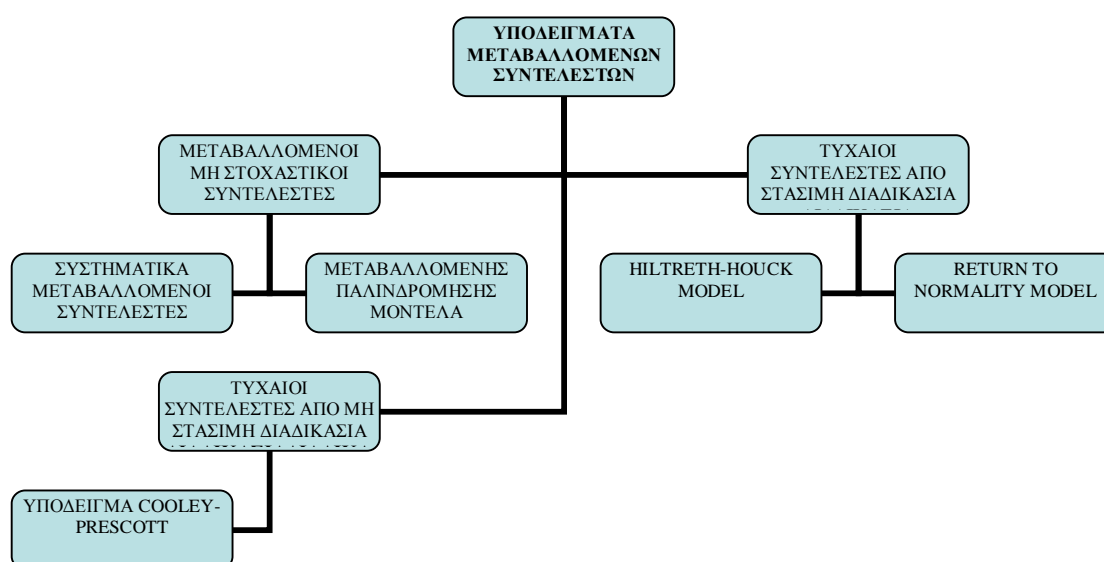 ΥΠΟΔΕΙΓΜΑΤΑ
ΜΕΤΑΒΑΛΛΟΜΕΝΩΝ
ΣΥΝΤΕΛΕΣΤΩΝ
ΜΕΤΑΒΑΛΛΟΜΕΝΟΙ
ΜΗ ΣΤΟΧΑΣΤΙΚΟΙ
ΣΥΝΤΕΛΕΣΤΕΣ
ΤΥΧΑΙΟΙ
ΣΥΝΤΕΛΕΣΤΕΣ ΑΠΟ
ΣΤΑΣΙΜΗ ΔΙΑΔΙΚΑΣΙΑ
ΣΥΣΤΗΜΑΤΙΚΑ
ΜΕΤΑΒΑΛΛΟΜΕΝΟΙ
ΣΥΝΤΕΛΕΣΤΕΣ
ΜΕΤΑΒΑΛΛΟΜΕΝΗΣ
ΠΑΛΙΝΔΡΟΜΗΣΗΣ
ΜΟΝΤΕΛΑ
HILTRETH-HOUCK
MODEL
RETURN TO
NORMALITY MODEL
ΤΥΧΑΙΟΙ
ΣΥΝΤΕΛΕΣΤΕΣ ΑΠΟ ΜΗ
ΣΤΑΣΙΜΗ ΔΙΑΔΙΚΑΣΙΑ
ΥΠΟΔΕΙΓΜΑ COOLEY-
PRESCOTT